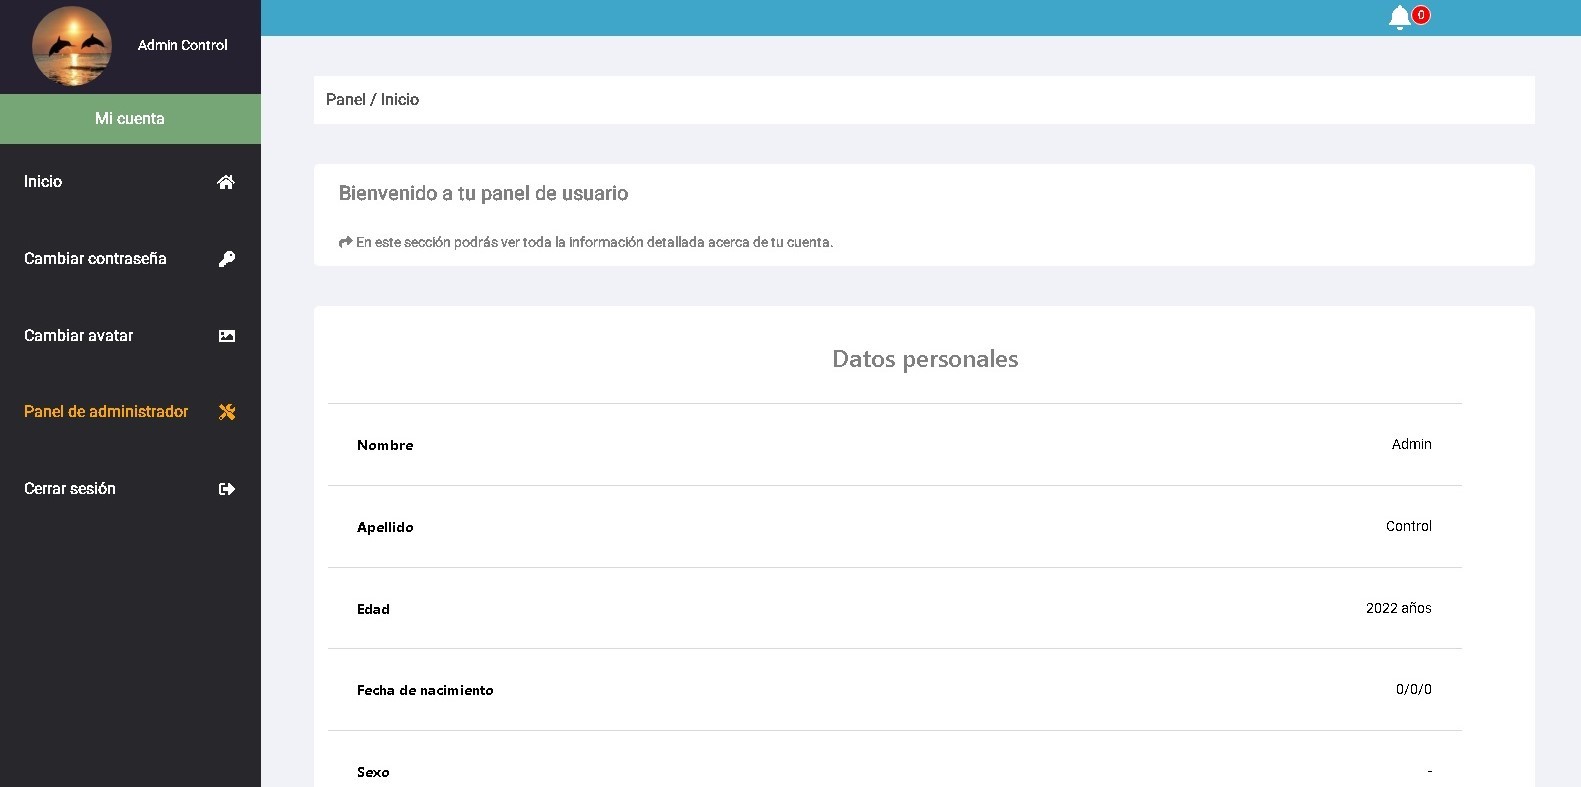 Admin Control
0
Mi cuenta
Inicio
Cambiar contraseña
Cambiar avatar
Panel de administrador
Cerrar sesión
Panel / Inicio
Bienvenido a tu panel de usuario
En este sección podrás ver toda la información detallada acerca de tu cuenta.
Datos personales
Nombre Admin
Apellido Control
Edad 2022 años
Fecha de nacimiento 0/0/0
Sexo -